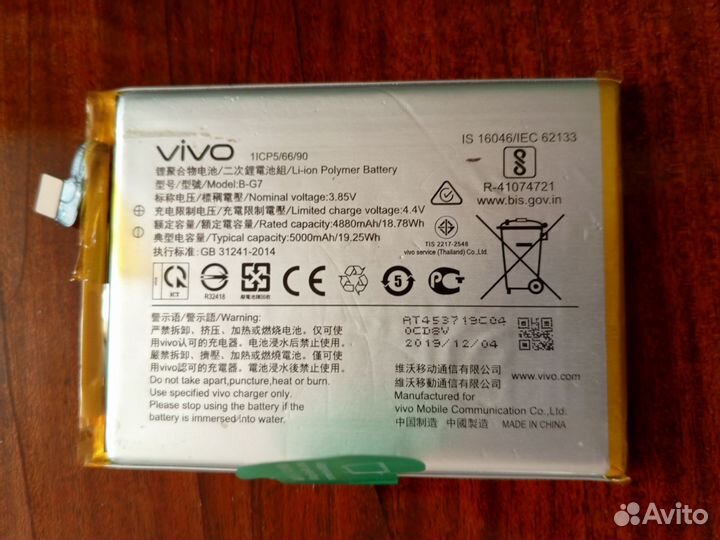 vivo
1ICP5/66/90
锂聚合物电池/二次鋰電池組/Li-ion Polymer Battery
型号/型號/Model: B-G7
标称电压/標稱電壓/Nominal voltage: 3.85V
充电限制电压/充電限制電壓/Limited charge voltage: 4.4V
额定容量/額定容量/Rated capacity: 4880mAh/18.78Wh
典型容量/電池容量/Typical capacity: 5000mAh/19.25Wh
执行标准: GB 31241-2014
IS 16046/IEC 62133
R-41074721
www.bis.gov.in
TIS 2217-2548
vivo service (Thailand) Co.,Ltd.
ICT
R32418
廢電池請回收
5
警示语/警示語/Warning:
严禁拆卸、挤压、加热或燃烧电池，仅可使
用vivo认可的充电器。电池浸水后禁止使用。
嚴禁拆卸、擠壓、加熱或燃燒電池。僅可使
用vivo認可的充電器。電池浸水後禁止使用。
Do not take apart,puncture,heat or burn.
Please use specified vivo charger only.
Please stop using the battery if the
battery is immersed into water.
AT453719C04
0CD8V
2019/12/04
维沃移动通信有限公司
維沃移動通信有限公司
www.vivo.com
Manufactured for
vivo Mobile Communication Co.,Ltd.
中国制造 中國製造 MADE IN CHINA
Avito